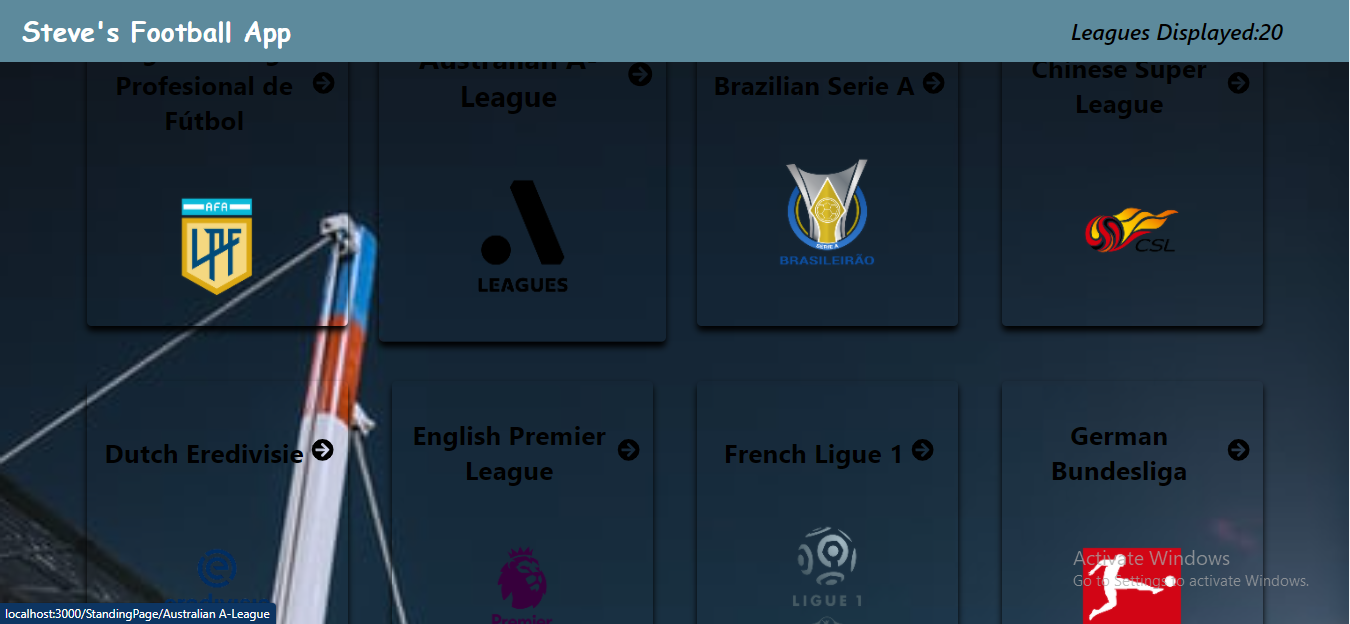 Steve's Football App
Leagues Displayed:20
Profesional de
Fútbol
Australian A-
League
Brazilian Serie A
Chinese Super
League
AFA
LPF
LEAGUES
SERIE A
BRASILEIRÃO
CSL
Dutch Eredivisie
English Premier
League
French Ligue 1
German
Bundesliga
LIGUE 1
Premier
Activate Windows
Go to Settings to activate Windows.
localhost:3000/StandingPage/Australian A-League